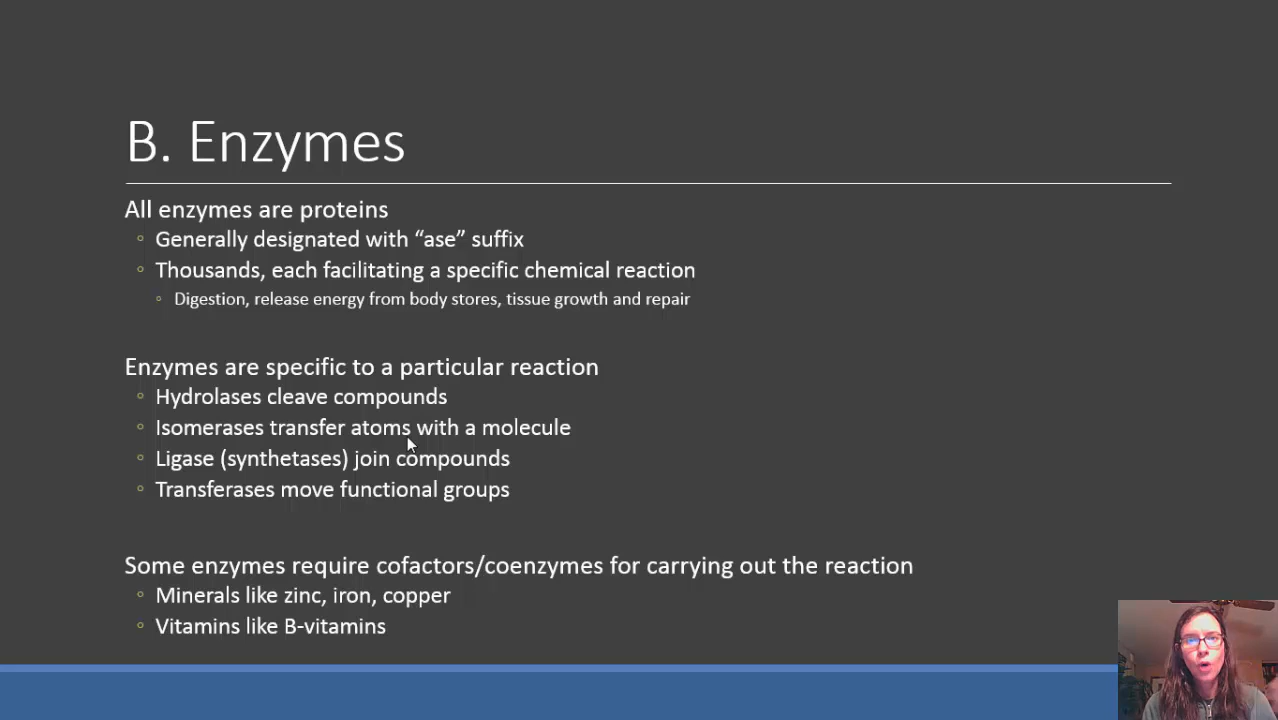 B. Enzymes
All enzymes are proteins
Generally designated with “ase” suffix
Thousands, each facilitating a specific chemical reaction
Digestion, release energy from body stores, tissue growth and repair
Enzymes are specific to a particular reaction
Hydrolases cleave compounds
Isomerases transfer atoms with a molecule
Ligase (synthetases) join compounds
Transferases move functional groups
Some enzymes require cofactors/coenzymes for carrying out the reaction
Minerals like zinc, iron, copper
Vitamins like B-vitamins